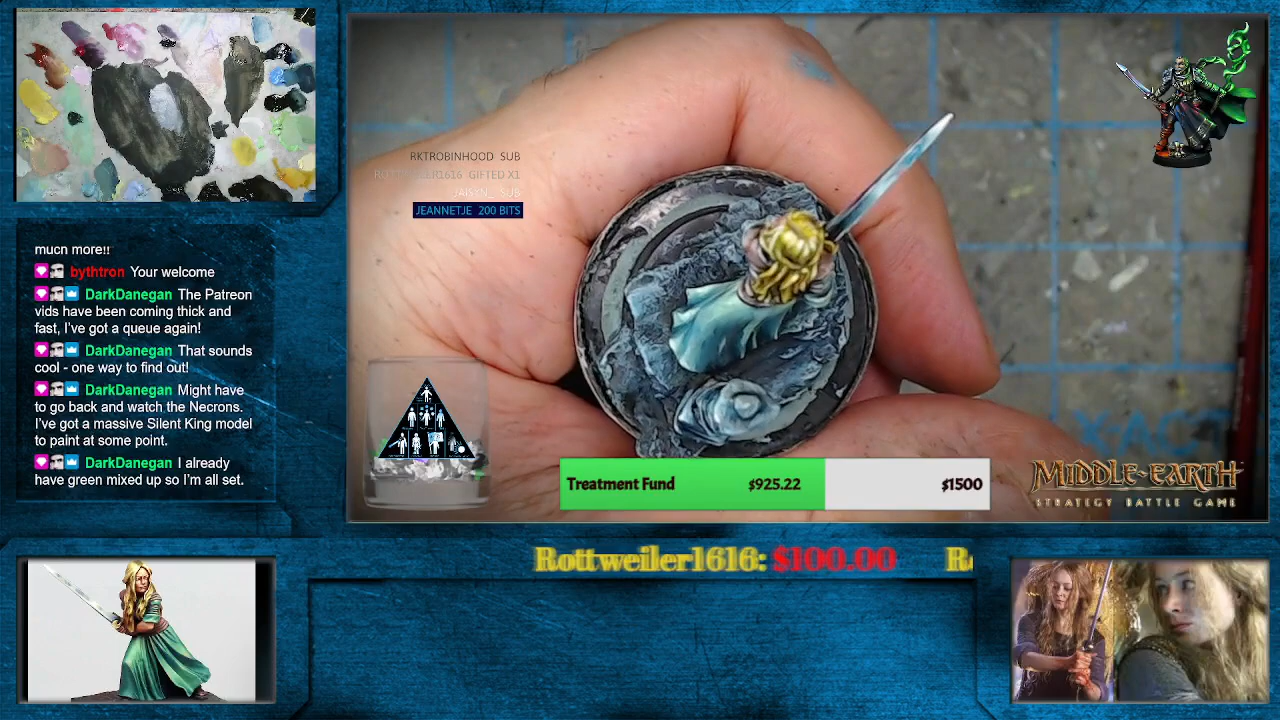 RKTROBINHOOD SUB
GIFTED X1
JAISYN_ SUB
JEANNETJE 200 BITS
much more!!
bythtron Your welcome
DarkDanegan The Patreon
vids have been coming thick and
fast, I've got a queue again!
DarkDanegan That sounds
cool - one way to find out!
DarkDanegan Might have
to go back and watch the Necrons.
I've got a massive Silent King model
to paint at some point.
DarkDanegan I already
have green mixed up so I'm all set.
X-ACT
Treatment Fund $925.22 $1500
MIDDLE-EARTH
STRATEGY BATTLE GAME
Rottweiler1616: $100.00 R